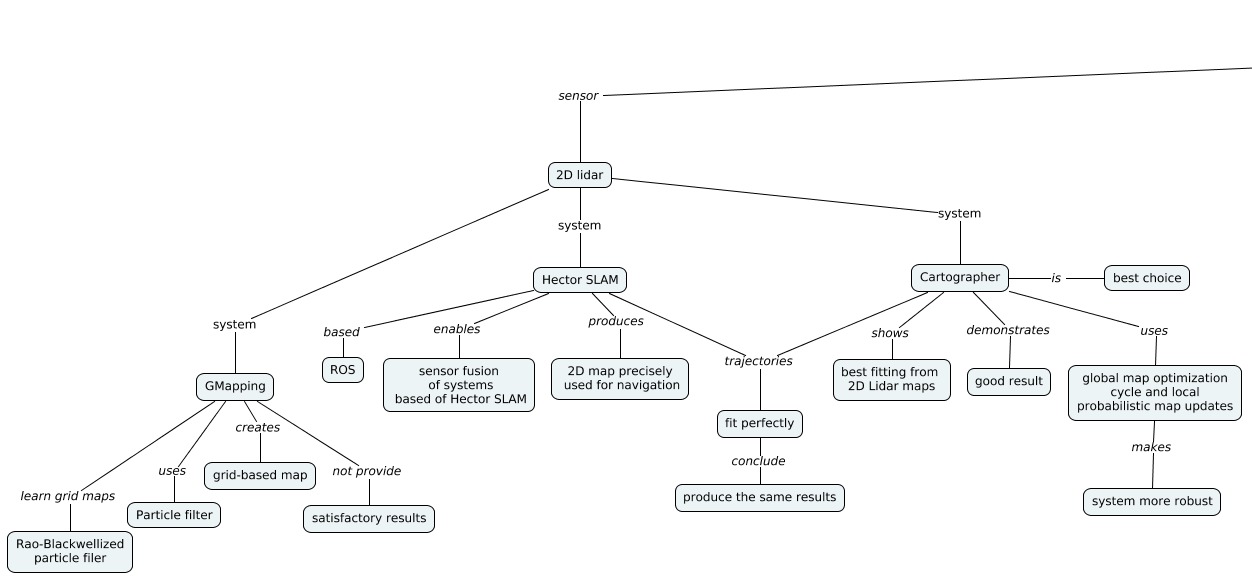 sensor
2D lidar
system
system
Hector SLAM
Cartographer
is
best choice
system
based
enables
produces
trajectories
shows
demonstrates
uses
ROS
sensor fusion
of systems
based of Hector SLAM
2D map precisely
used for navigation
best fitting from
2D Lidar maps
good result
global map optimization
cycle and local
probabilistic map updates
GMapping
fit perfectly
creates
conclude
makes
learn grid maps
uses
grid-based map
not provide
produce the same results
system more robust
Particle filter
satisfactory results
Rao-Blackwellized
particle filer